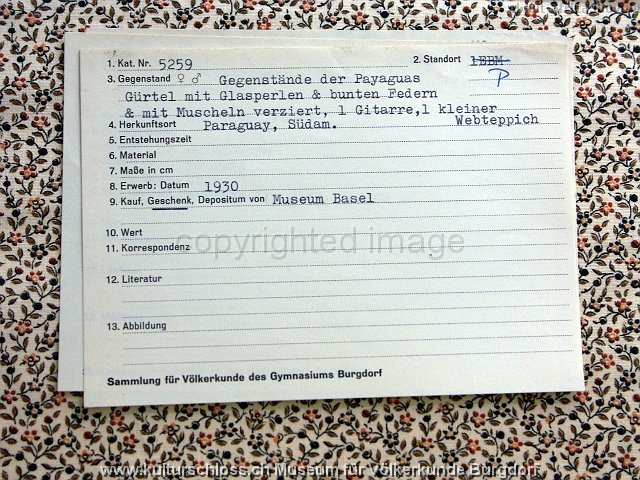 1. Kat. Nr. 5259 2. Standort 1EBM
3. Gegenstand ♀ ♂ Gegenstände der Payaguas P
Gürtel mit Glasperlen & bunten Federn
& mit Muscheln verziert, 1 Gitarre,1 kleiner
4. Herkunftsort Paraguay, Südam. Webteppich
5. Entstehungszeit
6. Material
7. Maße in cm
8. Erwerb: Datum 1930
9. Kauf, Geschenk, Depositum von Museum Basel
10. Wert
copyrighted image
11. Korrespondenz
12. Literatur
13. Abbildung
Sammlung für Völkerkunde des Gymnasiums Burgdorf
www.kulturschloss.ch Museum für Völkerkunde Burgdorf